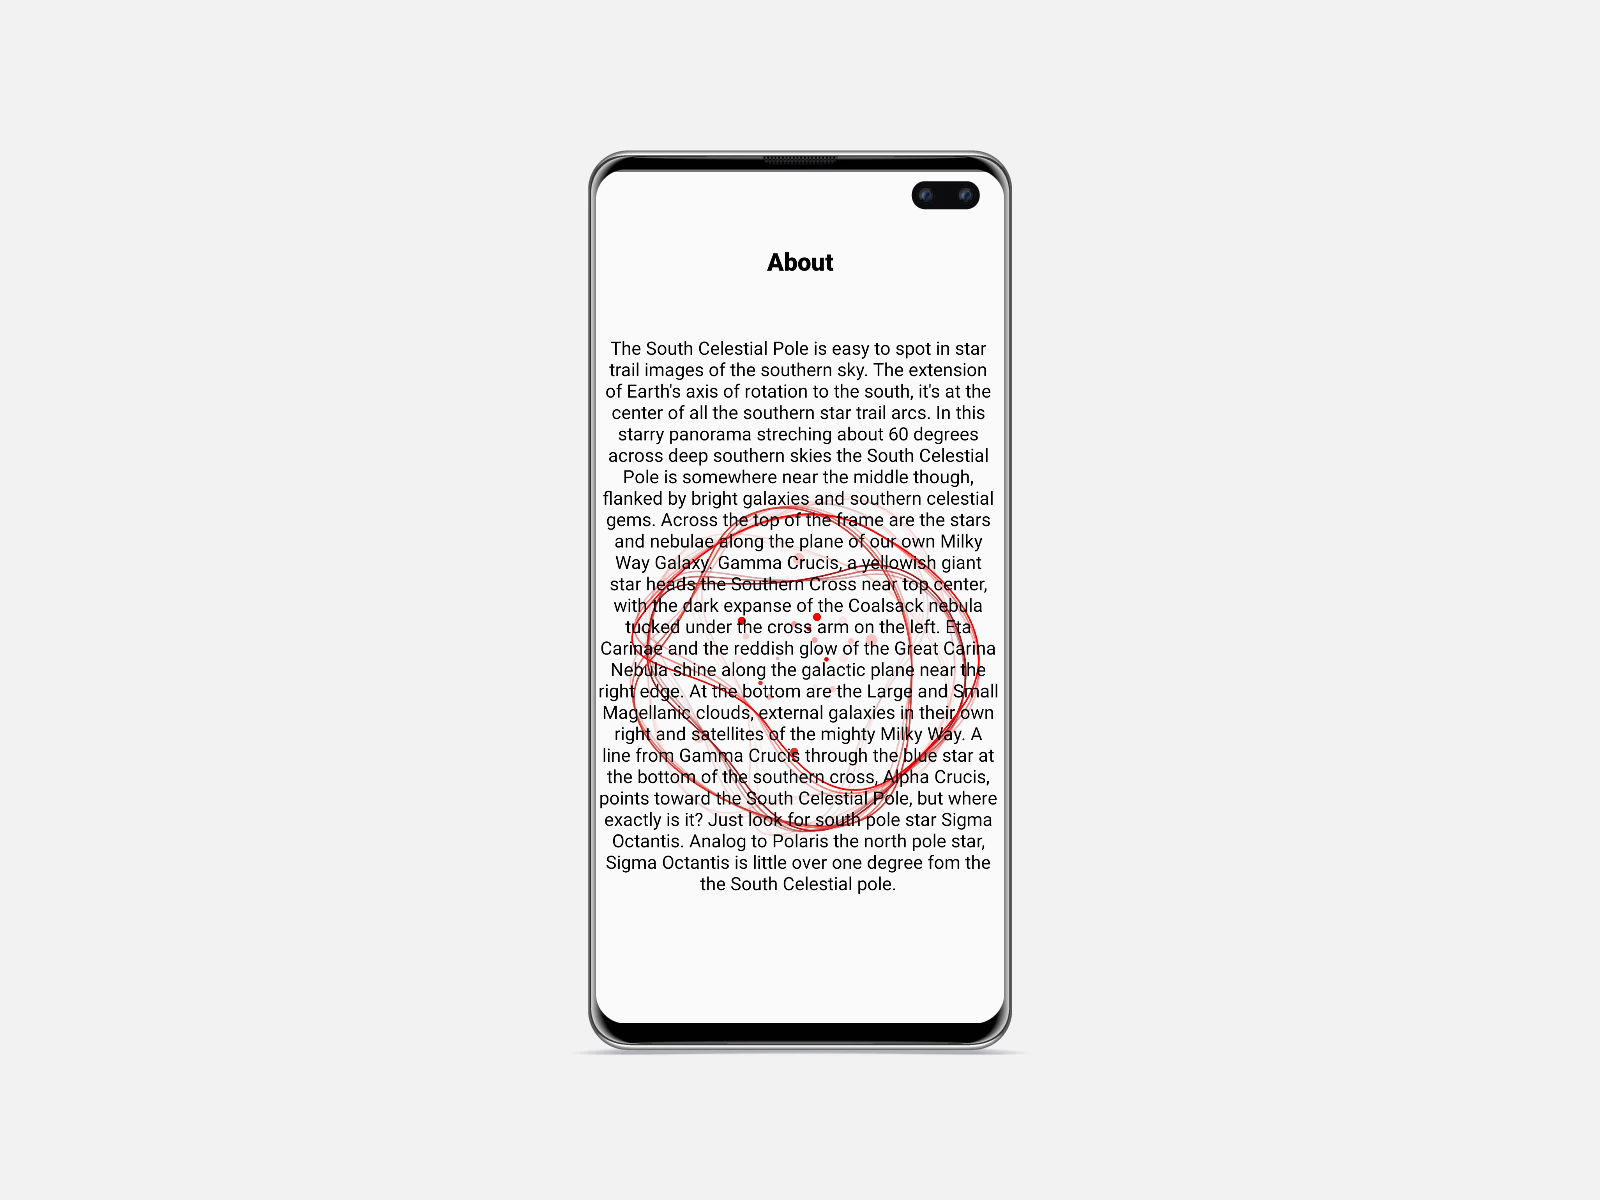 About
The South Celestial Pole is easy to spot in star
trail images of the southern sky. The extension
of Earth's axis of rotation to the south, it's at the
center of all the southern star trail arcs. In this
starry panorama streching about 60 degrees
across deep southern skies the South Celestial
Pole is somewhere near the middle though,
flanked by bright galaxies and southern celestial
gems. Across the top of the frame are the stars
and nebulae along the plane of our own Milky
Way Galaxy. Gamma Crucis, a yellowish giant
star heads the Southern Cross near top center,
with the dark expanse of the Coalsack nebula
tucked under the cross arm on the left. Eta
Carinae and the reddish glow of the Great Carina
Nebula shine along the galactic plane near the
right edge. At the bottom are the Large and Small
Magellanic clouds, external galaxies in their own
right and satellites of the mighty Milky Way. A
line from Gamma Crucis through the blue star at
the bottom of the southern cross, Alpha Crucis,
points toward the South Celestial Pole, but where
exactly is it? Just look for south pole star Sigma
Octantis. Analog to Polaris the north pole star,
Sigma Octantis is little over one degree fom the
the South Celestial pole.